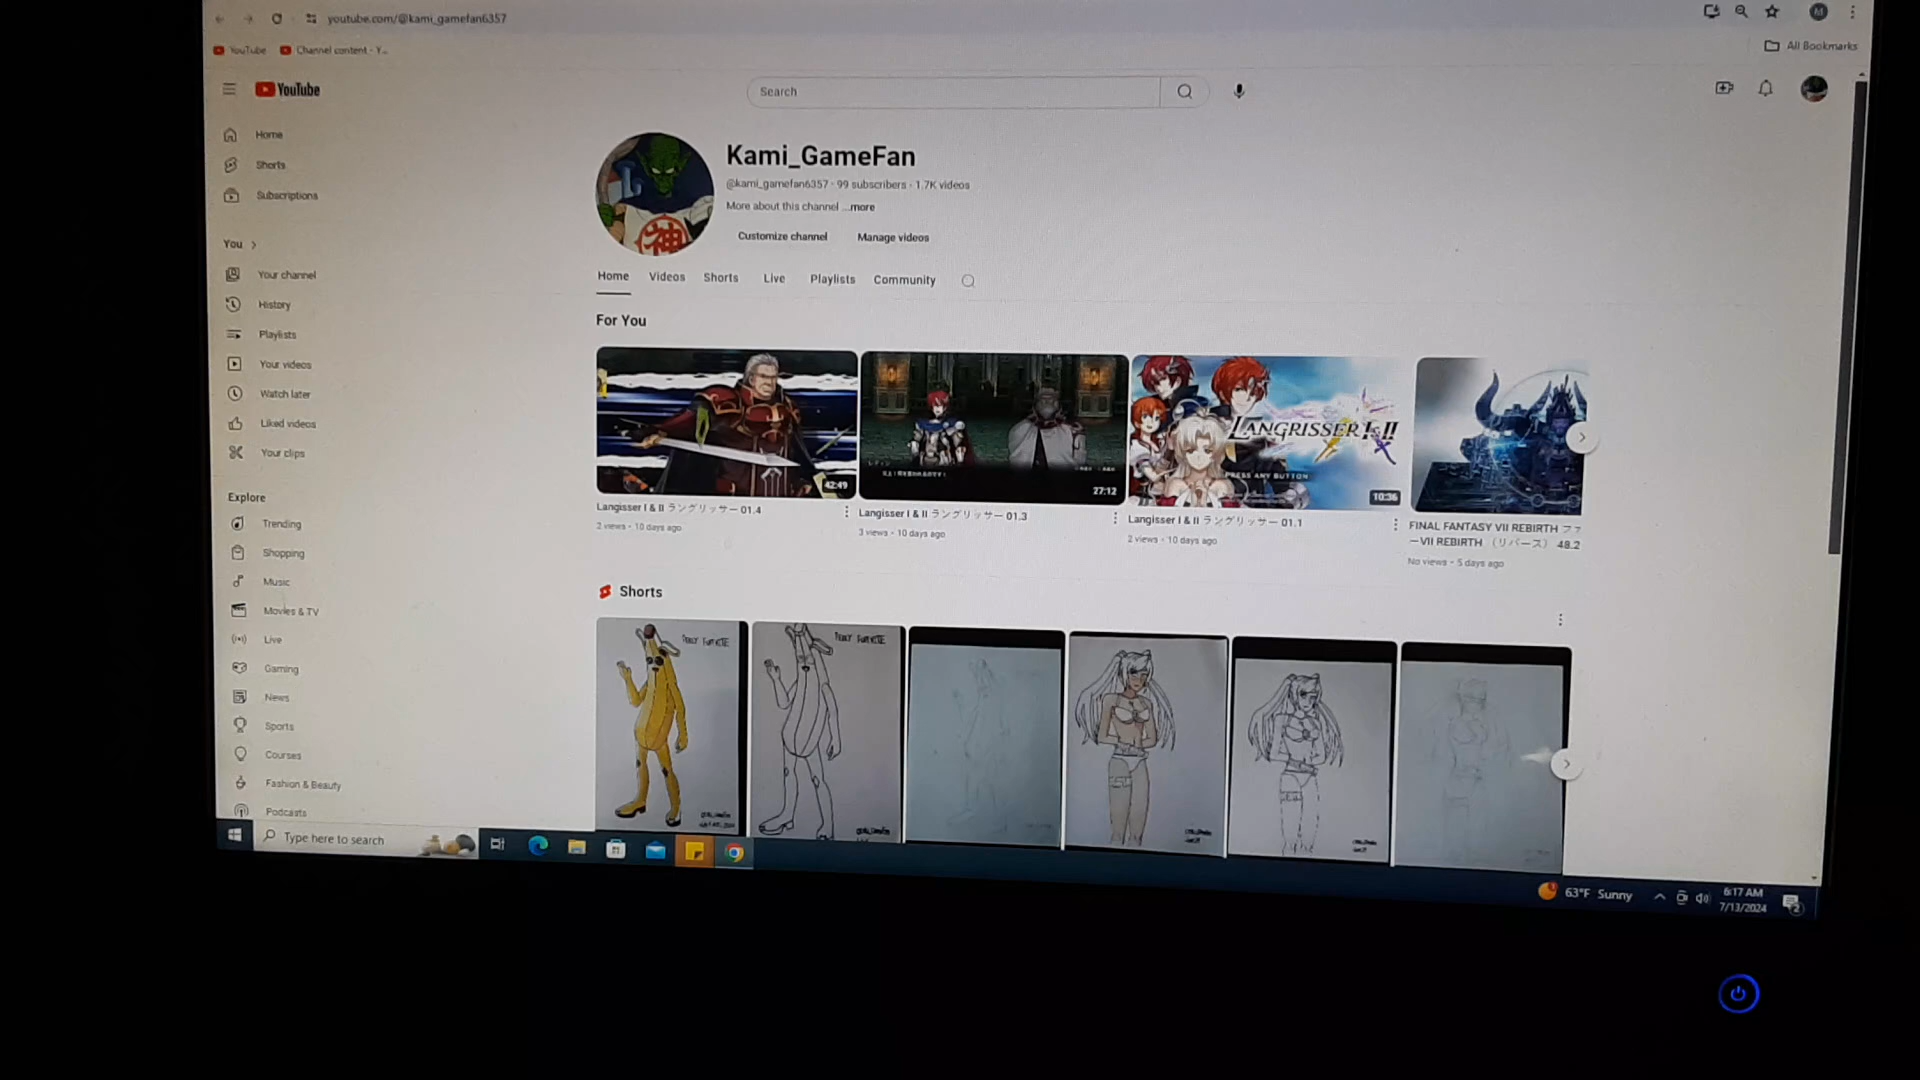 youtube.com/@kami_gamefan6357
YouTube
Channel content - Y...
All Bookmarks
YouTube
Search
Home
Shorts
Subscriptions
You
Your channel
History
Playlists
Your videos
Watch later
Liked videos
Your clips
Explore
Trending
Shopping
Music
Movies & TV
Live
Gaming
News
Sports
Courses
Fashion & Beauty
Podcasts
Kami_GameFan
@kami_gamefan6357 · 99 subscribers · 1.7K videos
More about this channel ...more
Customize channel
Manage videos
Home
Videos
Shorts
Live
Playlists
Community
For You
神
42:49
Langisser I & II ラングリッサー 01.4
2 views · 10 days ago
27:12
Langisser I & II ラングリッサー 01.3
3 views · 10 days ago
LANGRISSER I & II
PRESS ANY BUTTON
10:36
Langisser I & II ラングリッサー 01.1
2 views · 10 days ago
FINAL FANTASY VII REBIRTH ファ
ーVII REBIRTH （リバース） 48.2
No views · 5 days ago
Shorts
Type here to search
63°F Sunny
6:17 AM
7/13/2024
2
M